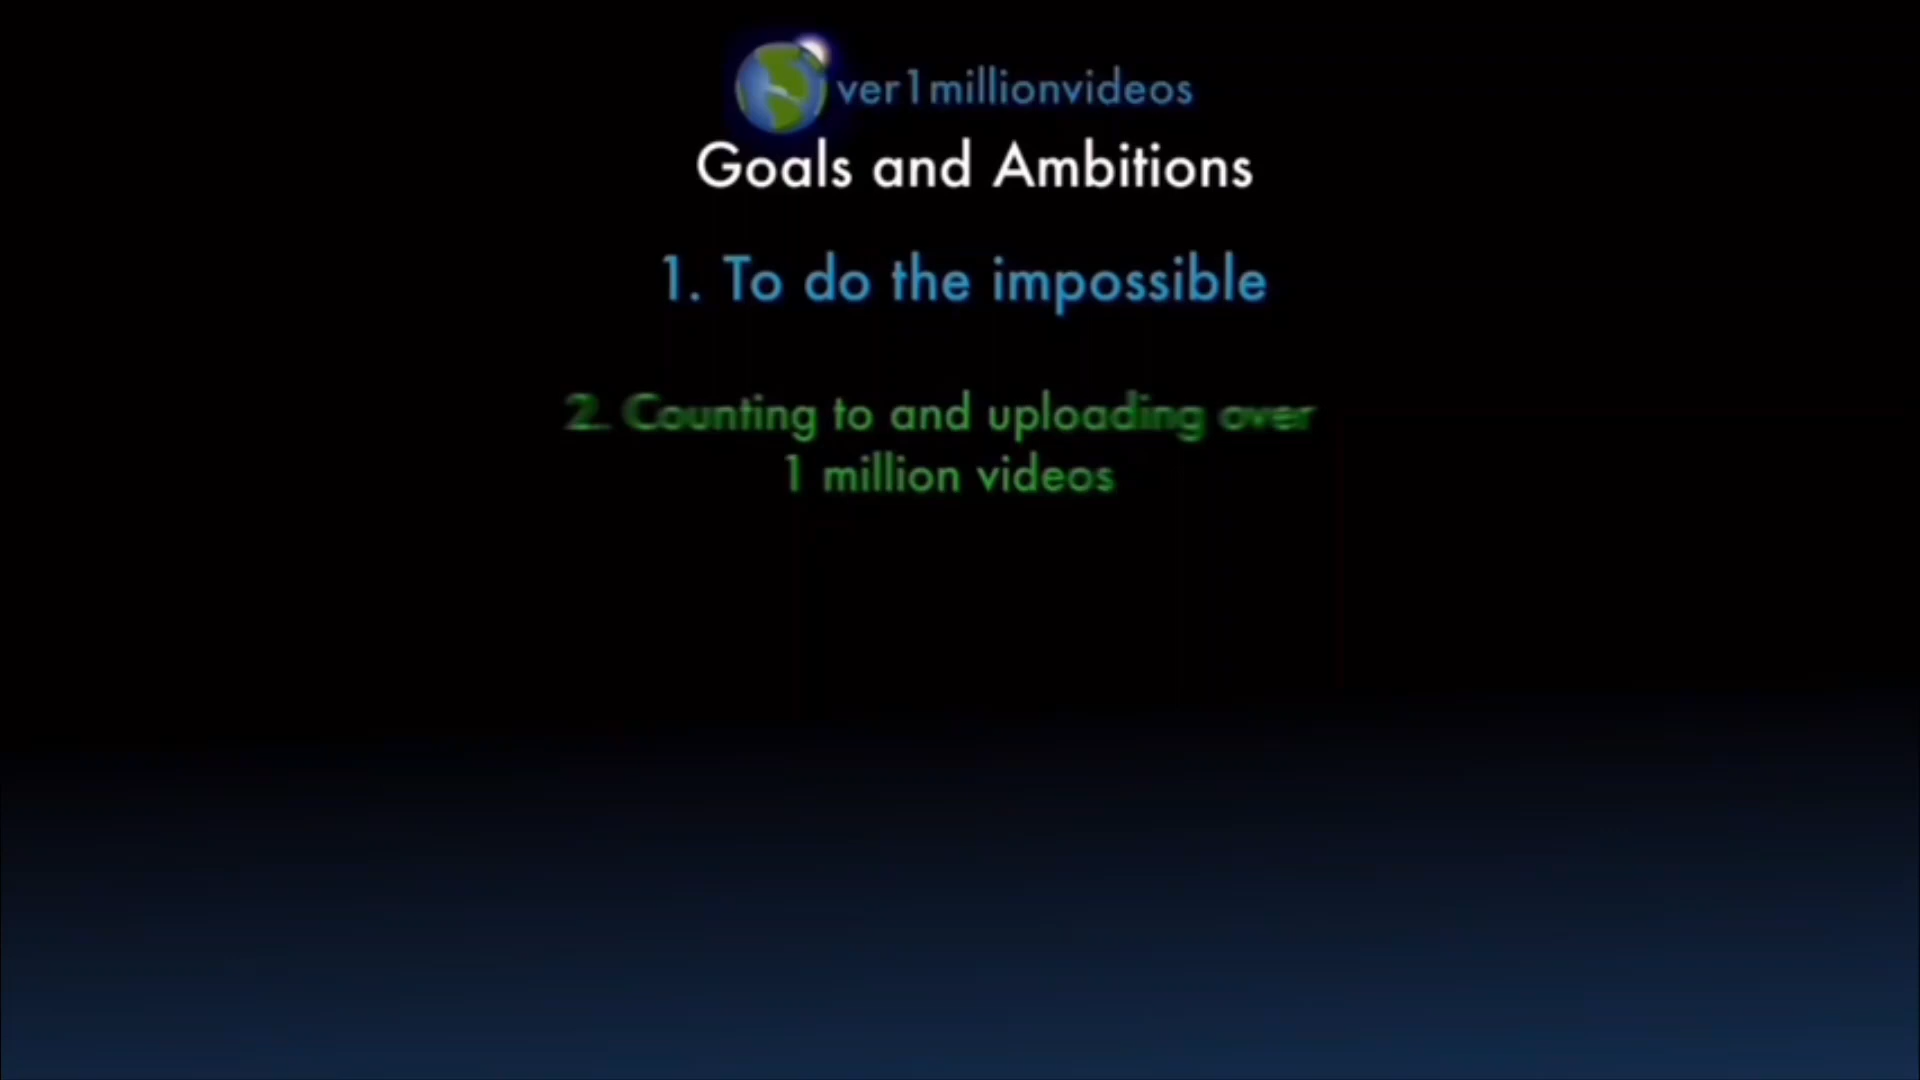 ver1millionvideos
Goals and Ambitions
1. To do the impossible
2. Counting to and uploading over
1 million videos